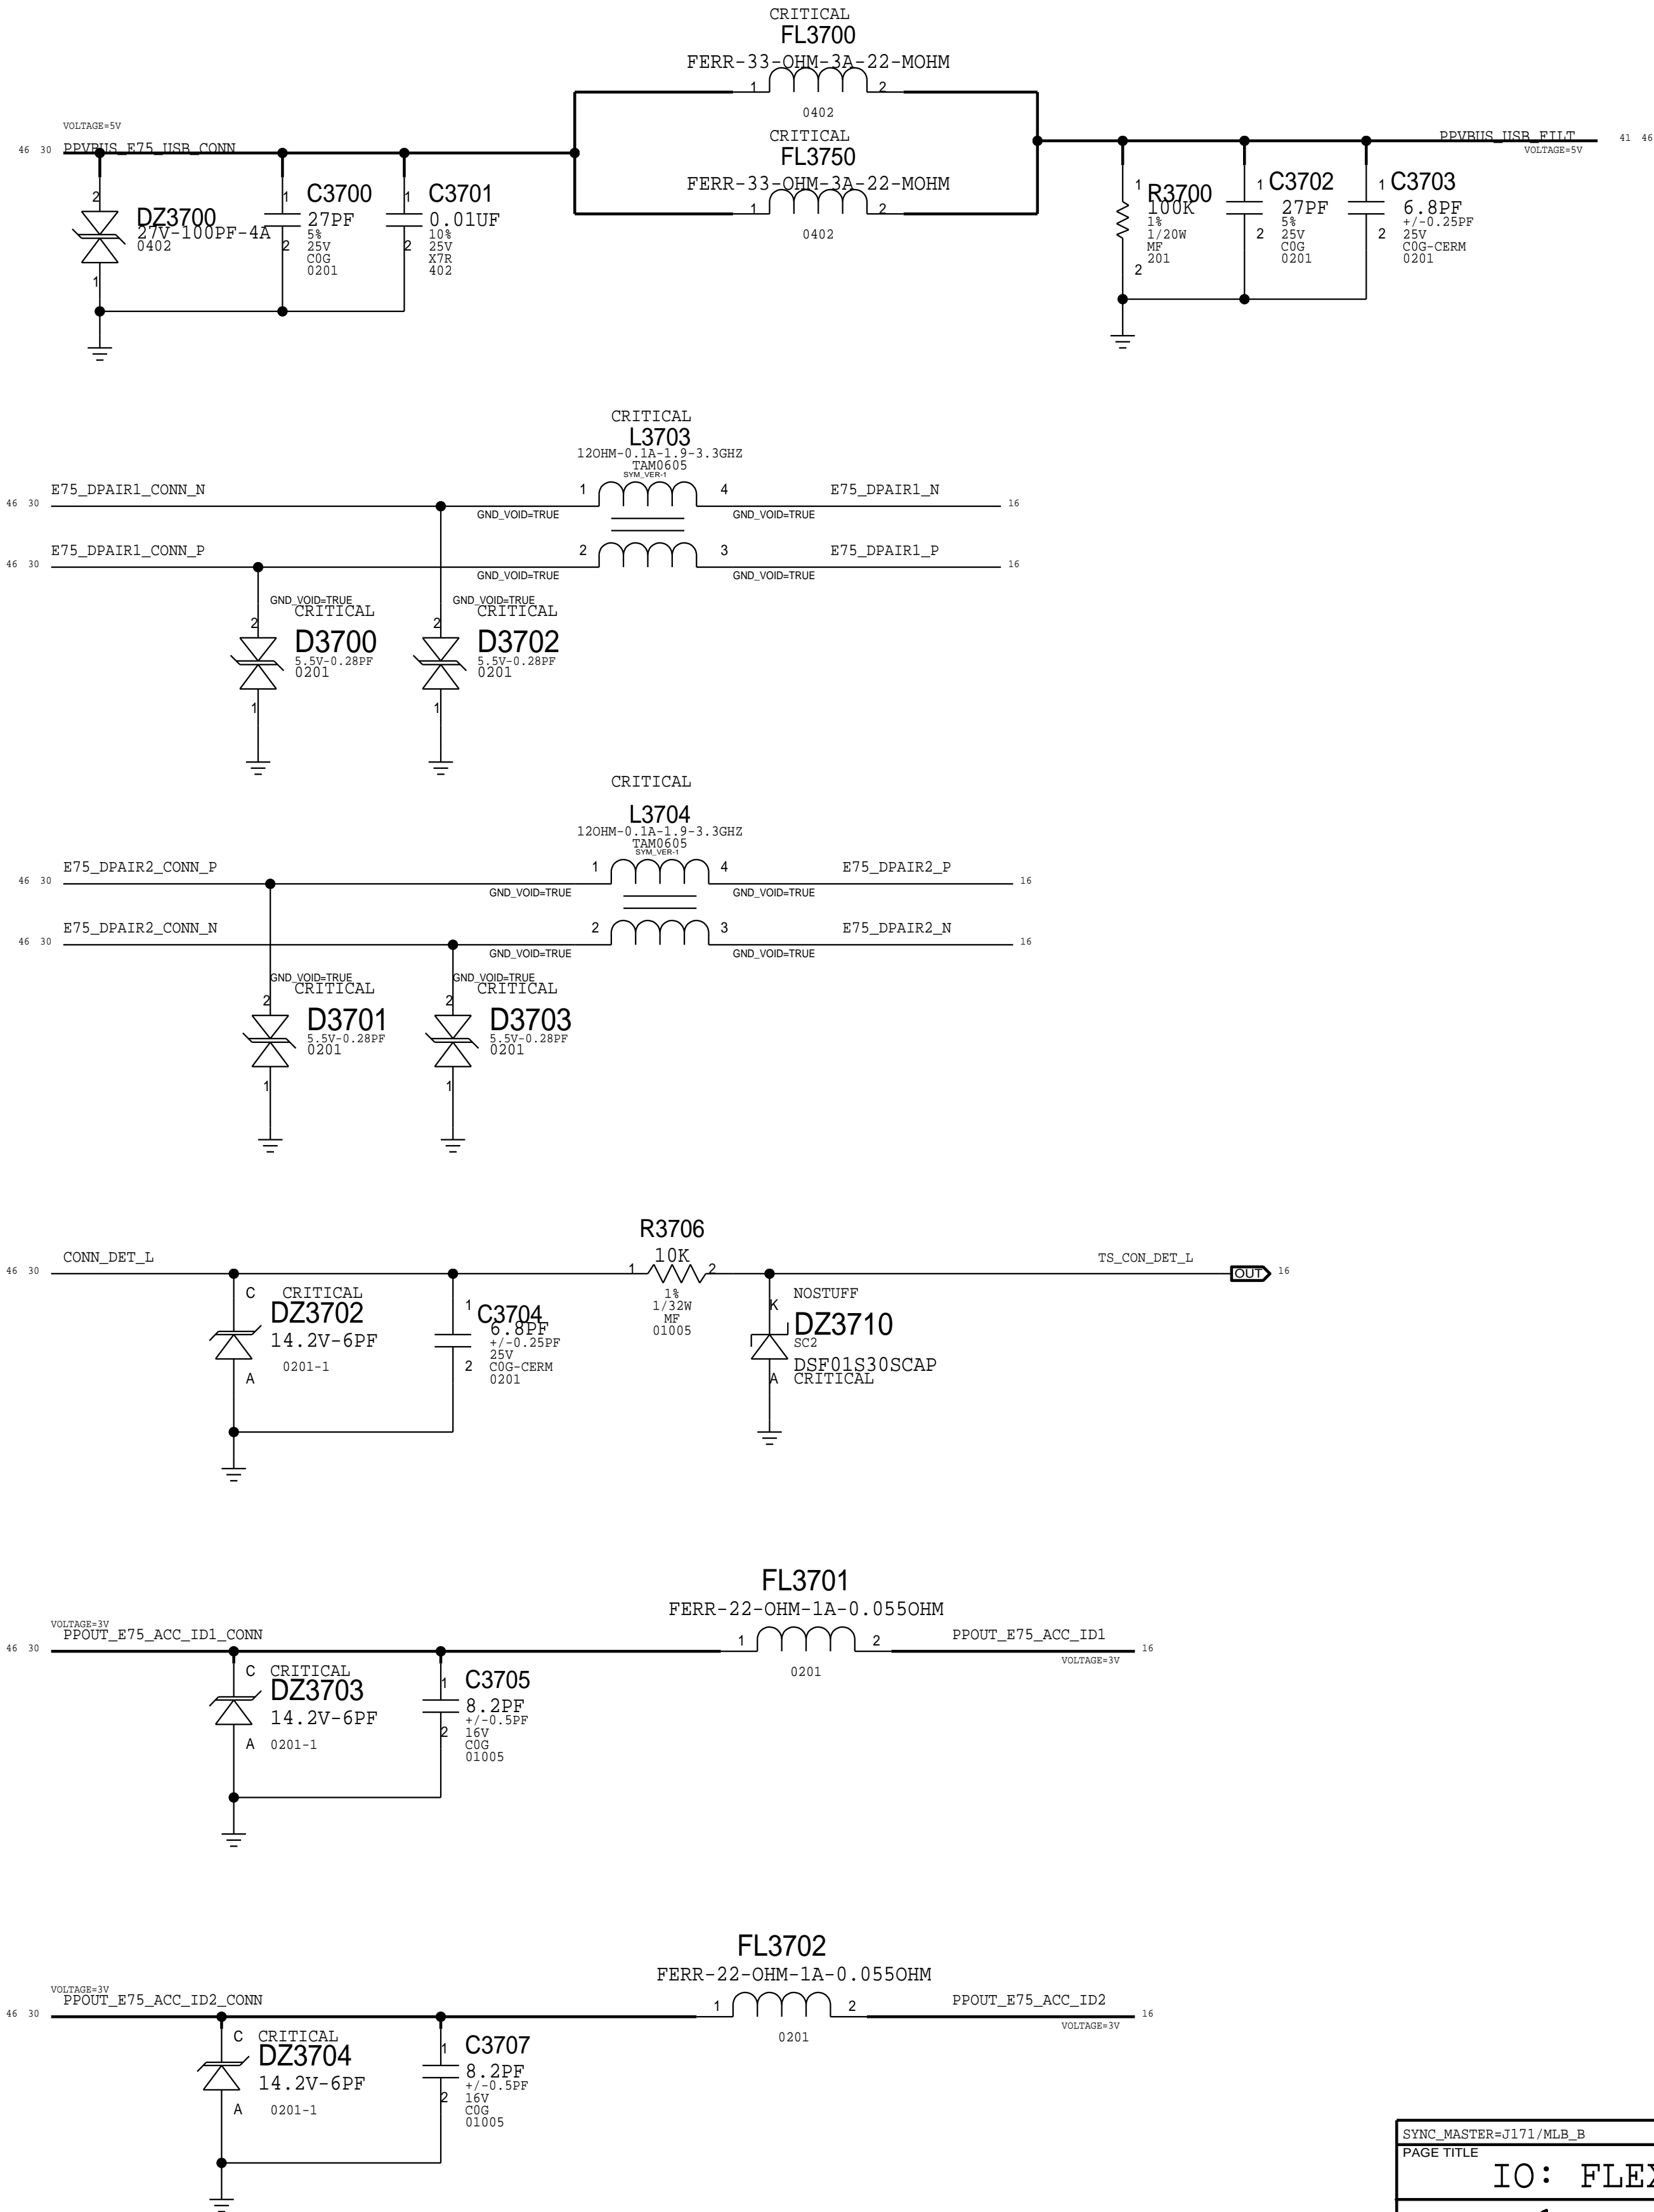 CRITICAL
FL3700
FERR-33-OHM-3A-22-MOHM
1 2
0402
VOLTAGE=5V
46 30 PPVBUS_E75_USB_CONN
CRITICAL
FL3750
FERR-33-OHM-3A-22-MOHM
1 2
0402
PPVBUS_USB_FILT 41 46
VOLTAGE=5V
2
DZ3700
27V-100PF-4A
0402
1
1
C3700
27PF
5%
25V
C0G
0201
2
1
C3701
0.01UF
10%
25V
X7R
402
2
1
R3700
100K
1%
1/20W
MF
201
2
1
C3702
27PF
5%
25V
C0G
0201
2
1
C3703
6.8PF
+/-0.25PF
25V
C0G-CERM
0201
2
CRITICAL
L3703
12OHM-0.1A-1.9-3.3GHZ
TAM0605
SYM_VER-1
46 30 E75_DPAIR1_CONN_N 1 4 E75_DPAIR1_N 16
GND_VOID=TRUE GND_VOID=TRUE
46 30 E75_DPAIR1_CONN_P 2 3 E75_DPAIR1_P 16
GND_VOID=TRUE GND_VOID=TRUE
GND_VOID=TRUE
CRITICAL
2
D3700
5.5V-0.28PF
0201
1
GND_VOID=TRUE
CRITICAL
2
D3702
5.5V-0.28PF
0201
1
CRITICAL
L3704
12OHM-0.1A-1.9-3.3GHZ
TAM0605
SYM_VER-1
46 30 E75_DPAIR2_CONN_P 1 4 E75_DPAIR2_P 16
GND_VOID=TRUE GND_VOID=TRUE
46 30 E75_DPAIR2_CONN_N 2 3 E75_DPAIR2_N 16
GND_VOID=TRUE GND_VOID=TRUE
GND_VOID=TRUE
CRITICAL
2
D3701
5.5V-0.28PF
0201
1
GND_VOID=TRUE
CRITICAL
2
D3703
5.5V-0.28PF
0201
1
R3706
10K
46 30 CONN_DET_L 1 2 TS_CON_DET_L OUT 16
1%
1/32W
MF
01005
C CRITICAL
DZ3702
14.2V-6PF
0201-1
A
1
C3704
6.8PF
+/-0.25PF
25V
C0G-CERM
0201
2
NOSTUFF
K
DZ3710
SC2
DSF01S30SCAP
A CRITICAL
FL3701
FERR-22-OHM-1A-0.055OHM
VOLTAGE=3V
46 30 PPOUT_E75_ACC_ID1_CONN 1 2 PPOUT_E75_ACC_ID1 16
VOLTAGE=3V
0201
C CRITICAL
DZ3703
14.2V-6PF
A 0201-1
1
C3705
8.2PF
+/-0.5PF
16V
C0G
01005
2
FL3702
FERR-22-OHM-1A-0.055OHM
VOLTAGE=3V
46 30 PPOUT_E75_ACC_ID2_CONN 1 2 PPOUT_E75_ACC_ID2 16
VOLTAGE=3V
0201
C CRITICAL
DZ3704
14.2V-6PF
A 0201-1
1
C3707
8.2PF
+/-0.5PF
16V
C0G
01005
2
SYNC_MASTER=J171/MLB_B
PAGE TITLE
IO: FLEX